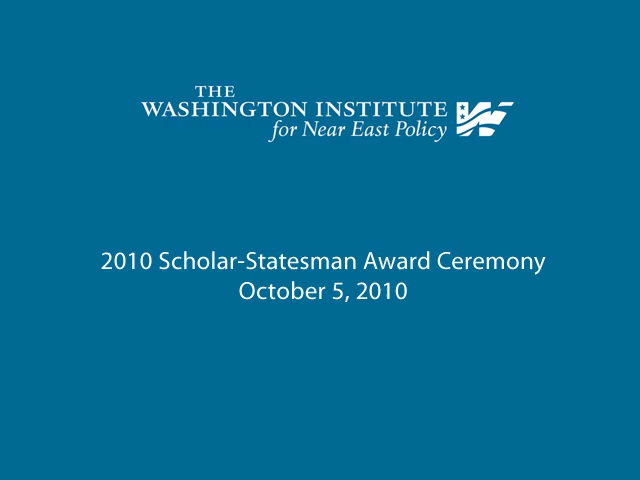 THE
WASHINGTON INSTITUTE
for Near East Policy
2010 Scholar-Statesman Award Ceremony
October 5, 2010